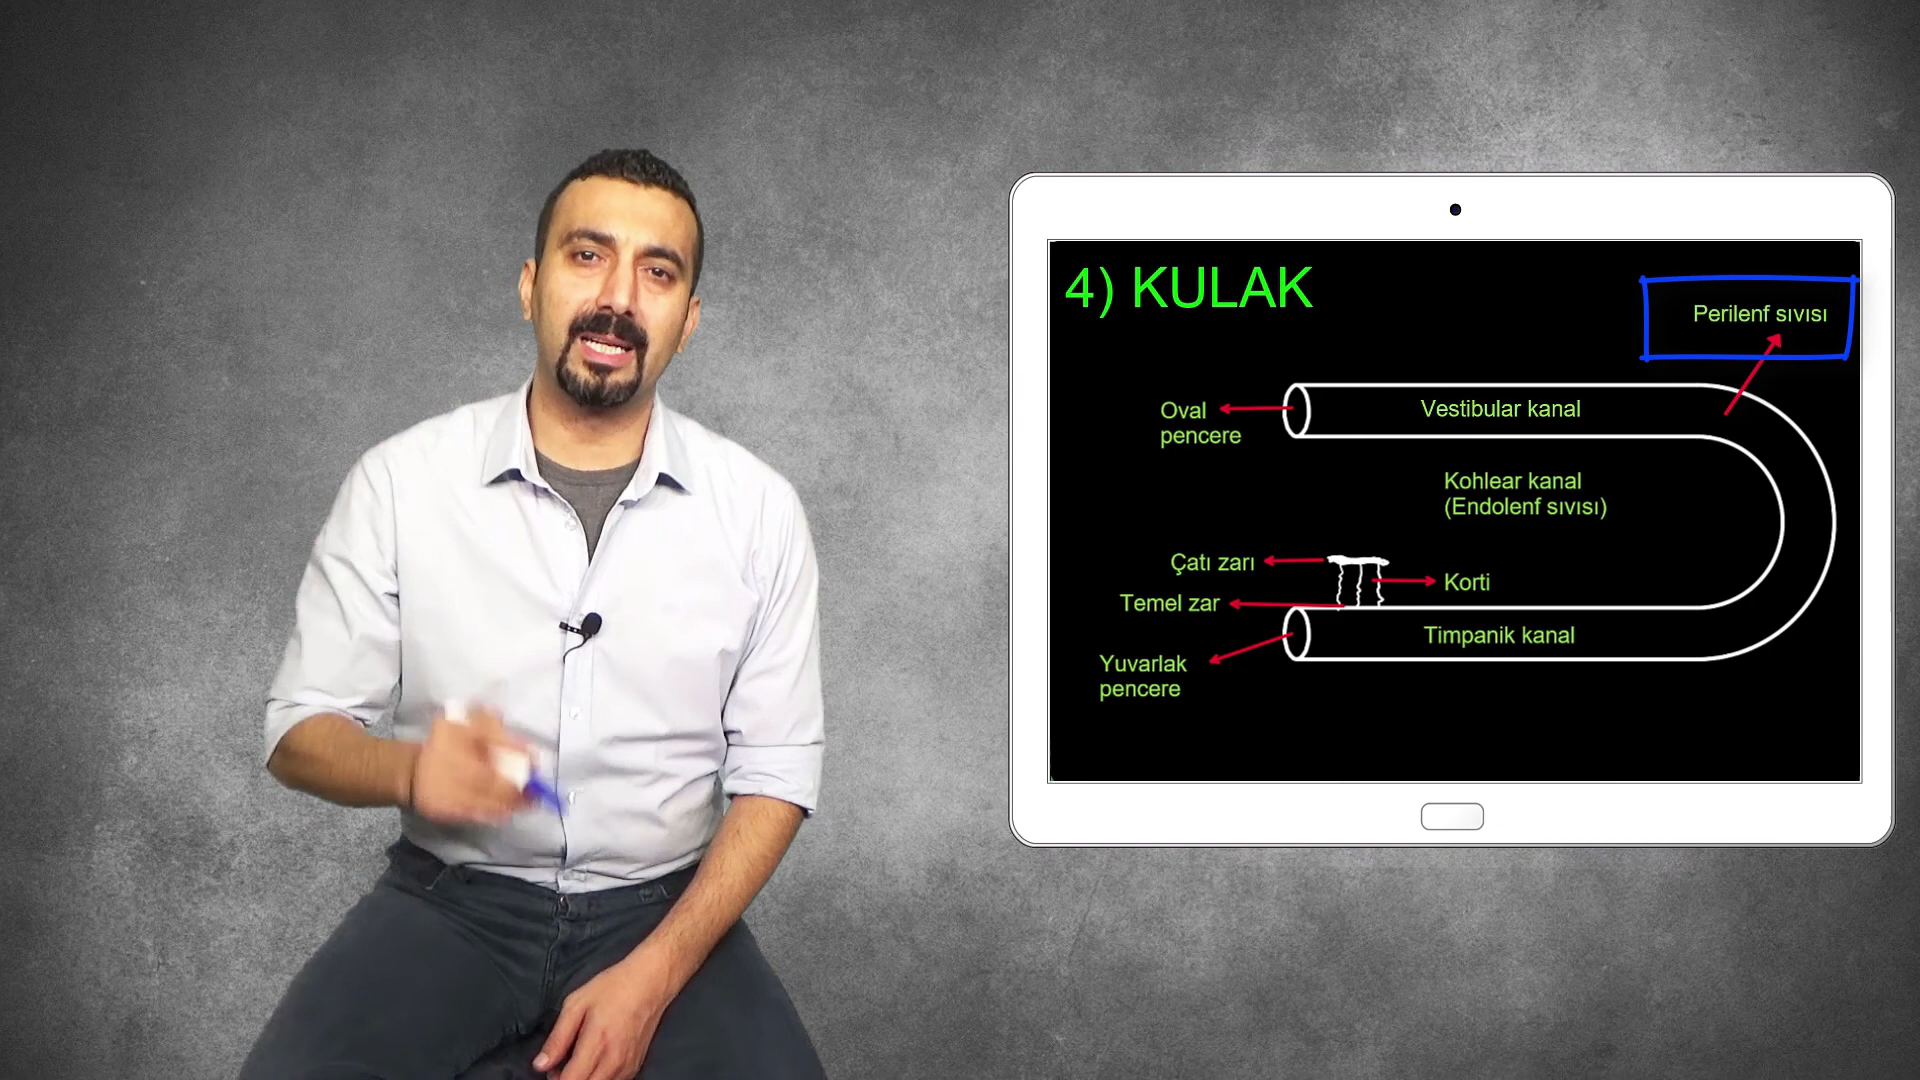 4) KULAK
Perilenf sıvısı
Oval
pencere
Vestibular kanal
Kohlear kanal
(Endolenf sıvısı)
Çatı zarı
Korti
Temel zar
Timpanik kanal
Yuvarlak
pencere